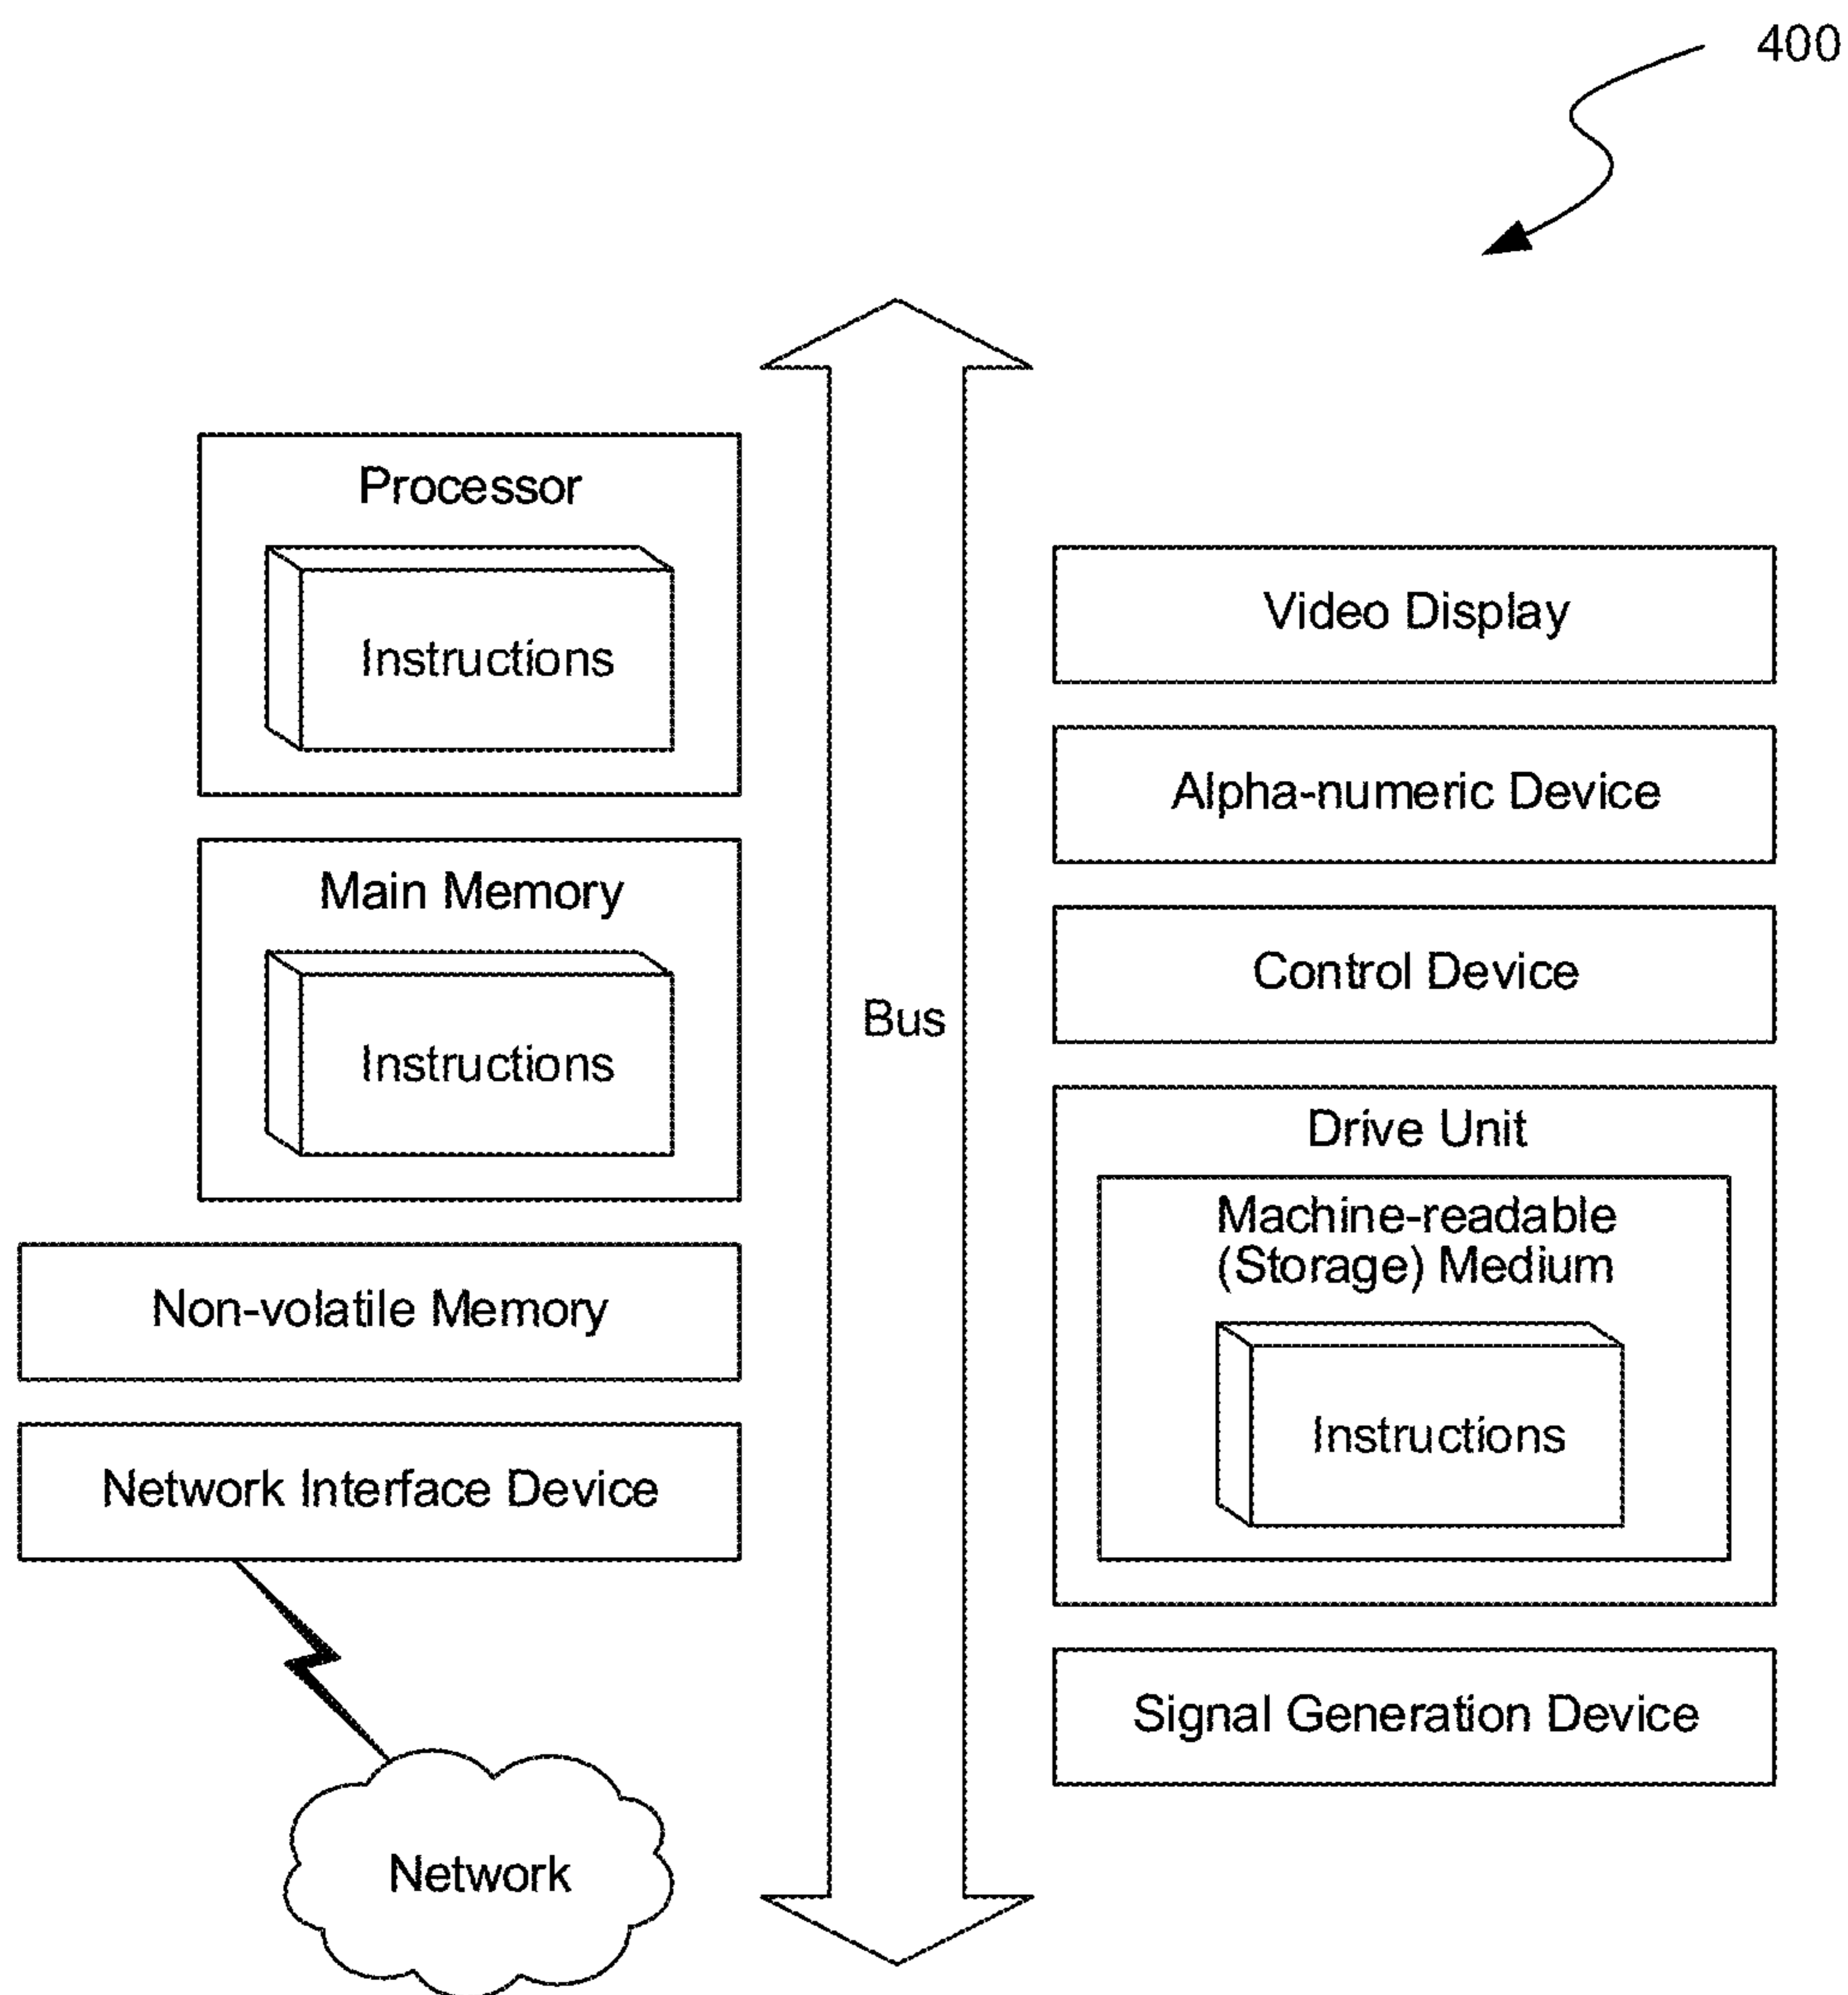 400
Processor
Instructions
Main Memory
Instructions
Non-volatile Memory
Network Interface Device
Network
Bus
Video Display
Alpha-numeric Device
Control Device
Drive Unit
Machine-readable
(Storage) Medium
Instructions
Signal Generation Device